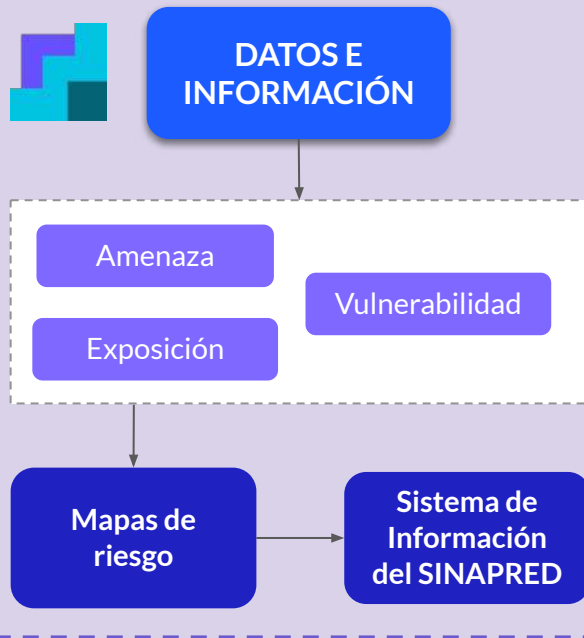 DATOS E
INFORMACIÓN
Amenaza
Vulnerabilidad
Exposición
Mapas de
riesgo
Sistema de
Información
del SINAPRED